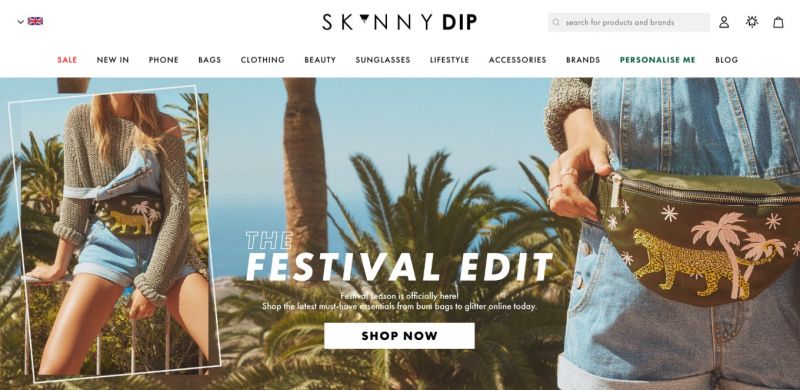 SKINNYDIP
search for products and brands
SALE NEW IN PHONE BAGS CLOTHING BEAUTY SUNGLASSES LIFESTYLE ACCESSORIES BRANDS PERSONALISE ME BLOG
THE
FESTIVAL EDIT
Festival season is officially here!
Shop the latest must-have essentials from bum bags to glitter online today.
SHOP NOW